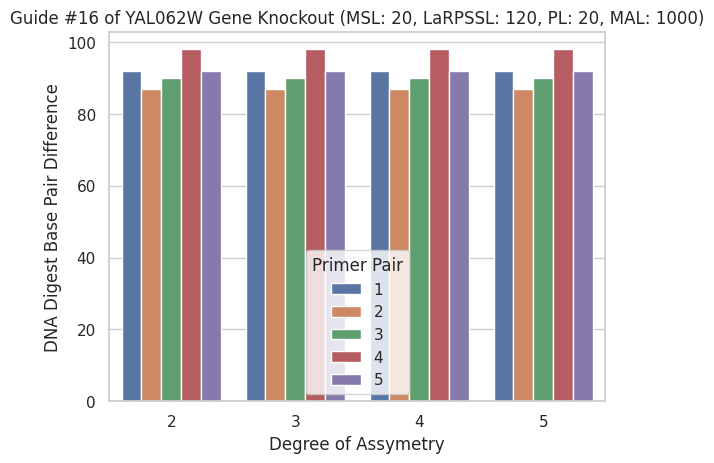 Guide #16 of YAL062W Gene Knockout (MSL: 20, LaRPSSL: 120, PL: 20, MAL: 1000)
DNA Digest Base Pair Difference
100
80
60
40
20
0
Primer Pair
1
2
3
4
5
2 3 4 5
Degree of Assymetry